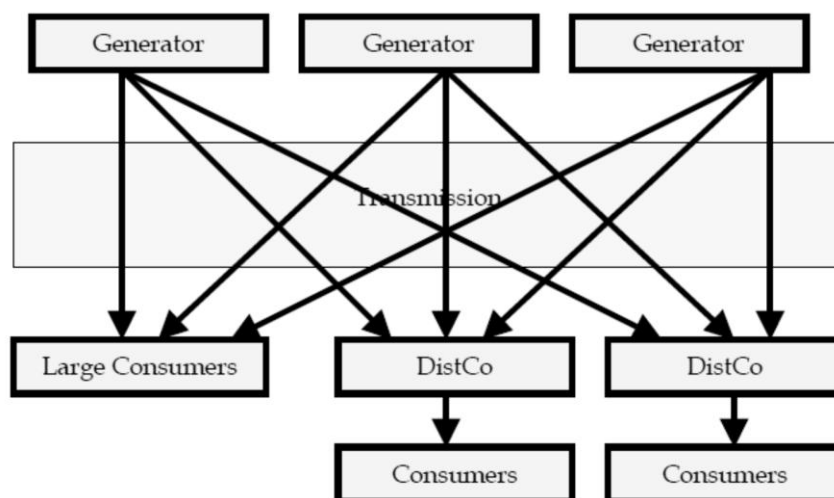 Generator
Generator
Generator
Transmission
Large Consumers
DistCo
DistCo
Consumers
Consumers